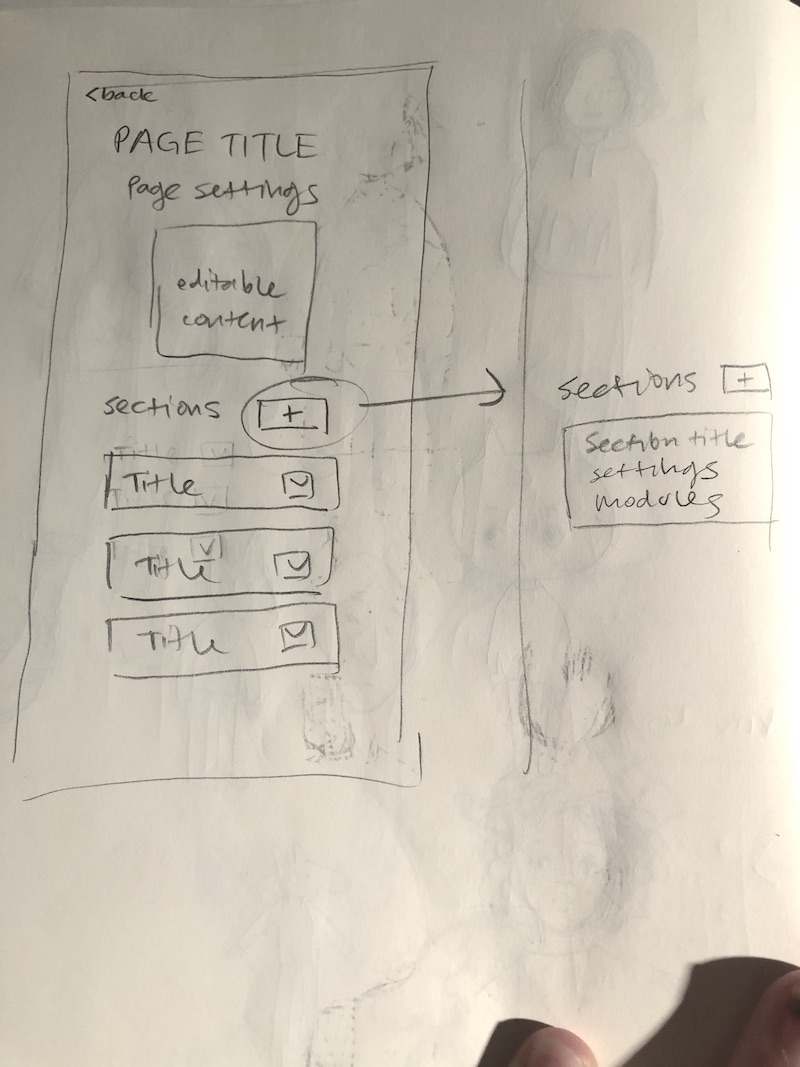 <back
PAGE TITLE
Page settings
editable
content
sections +
Title
Title
Title
sections +
Section title
settings
modules